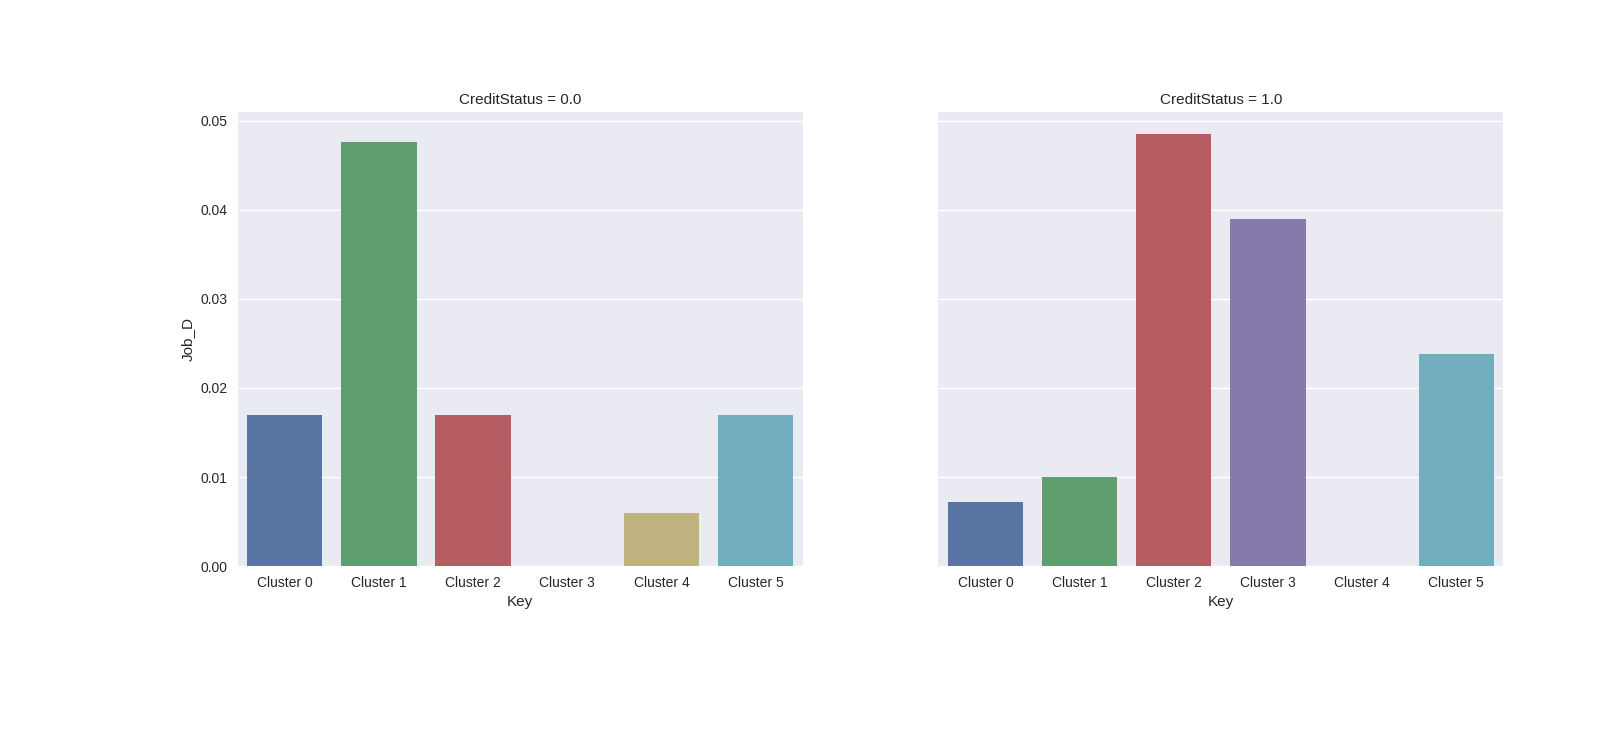 CreditStatus = 0.0
CreditStatus = 1.0
0.05
0.04
0.03
0.02
0.01
0.00
Job_D
Cluster 0 Cluster 1 Cluster 2 Cluster 3 Cluster 4 Cluster 5
Key
Cluster 0 Cluster 1 Cluster 2 Cluster 3 Cluster 4 Cluster 5
Key